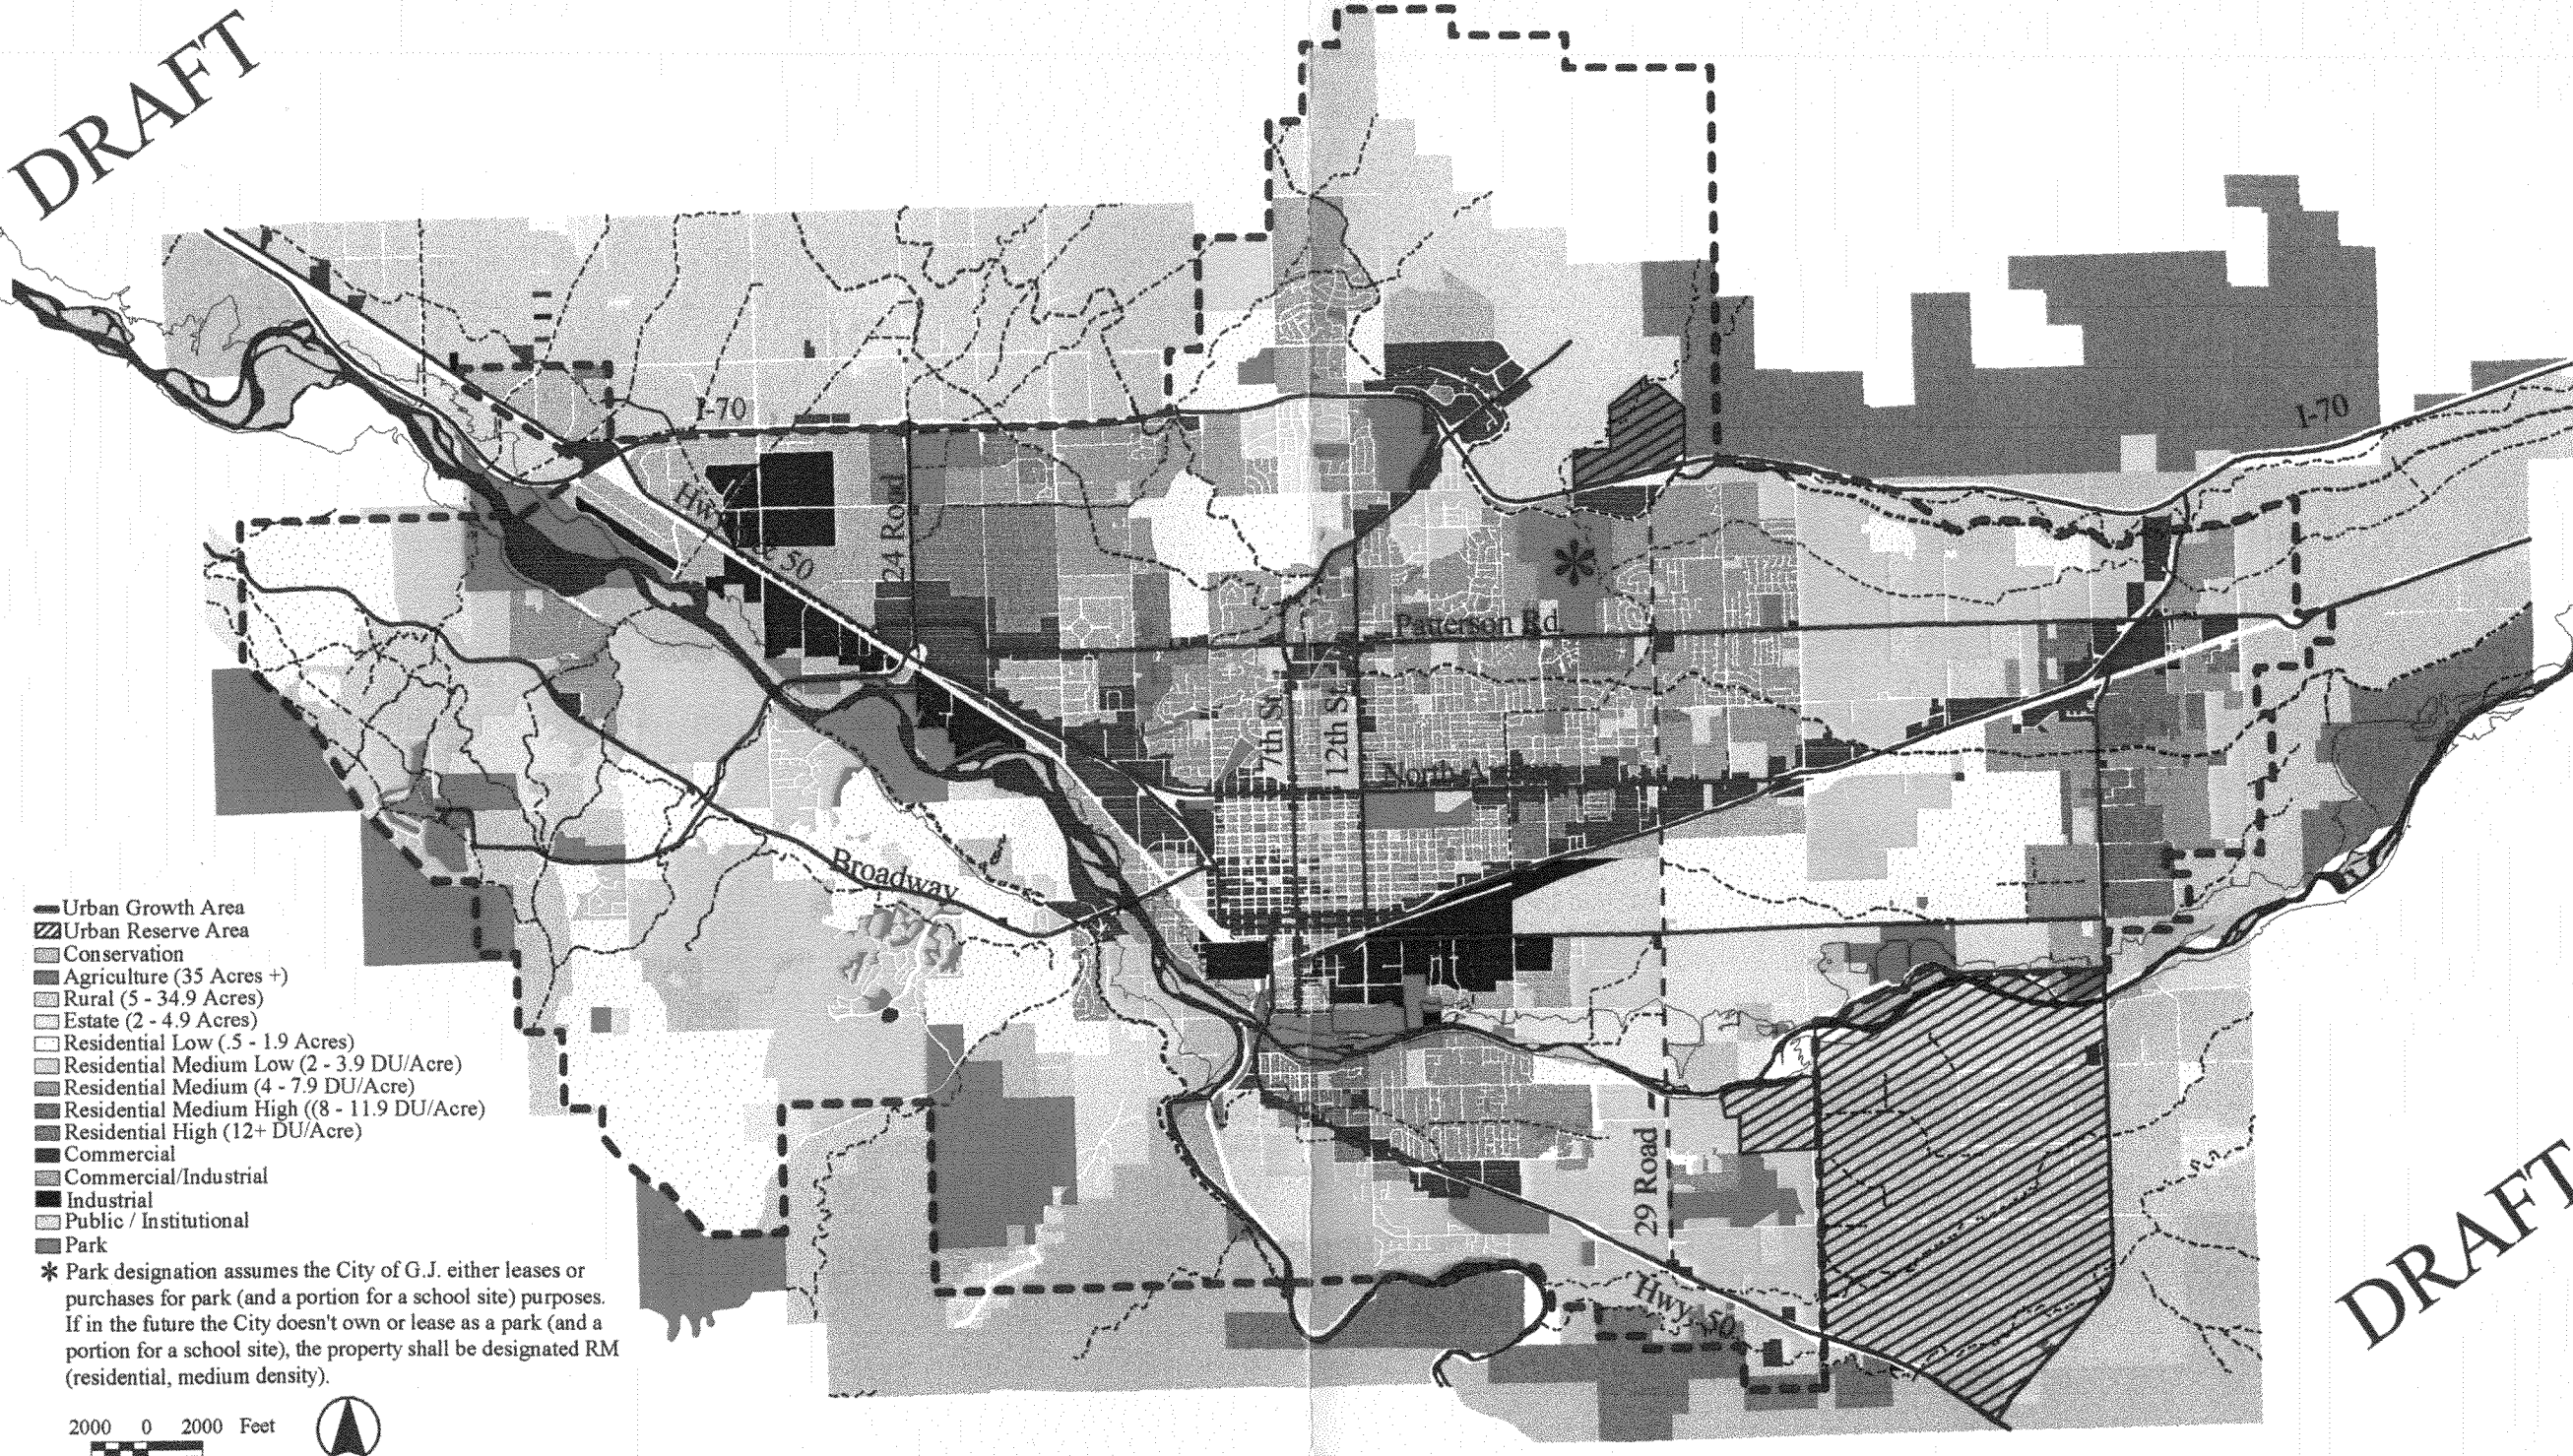 DRAFT
I-70
I-70
Hwy
50
24 Road
Patterson Rd.
7th St.
12th St.
North
Broadway
29 Road
Hwy. 50
DRAFT
Urban Growth Area
Urban Reserve Area
Conservation
Agriculture (35 Acres +)
Rural (5 - 34.9 Acres)
Estate (2 - 4.9 Acres)
Residential Low (.5 - 1.9 Acres)
Residential Medium Low (2 - 3.9 DU/Acre)
Residential Medium (4 - 7.9 DU/Acre)
Residential Medium High ((8 - 11.9 DU/Acre)
Residential High (12+ DU/Acre)
Commercial
Commercial/Industrial
Industrial
Public / Institutional
Park
* Park designation assumes the City of G.J. either leases or
purchases for park (and a portion for a school site) purposes.
If in the future the City doesn't own or lease as a park (and a
portion for a school site), the property shall be designated RM
(residential, medium density).
2000 0 2000 Feet